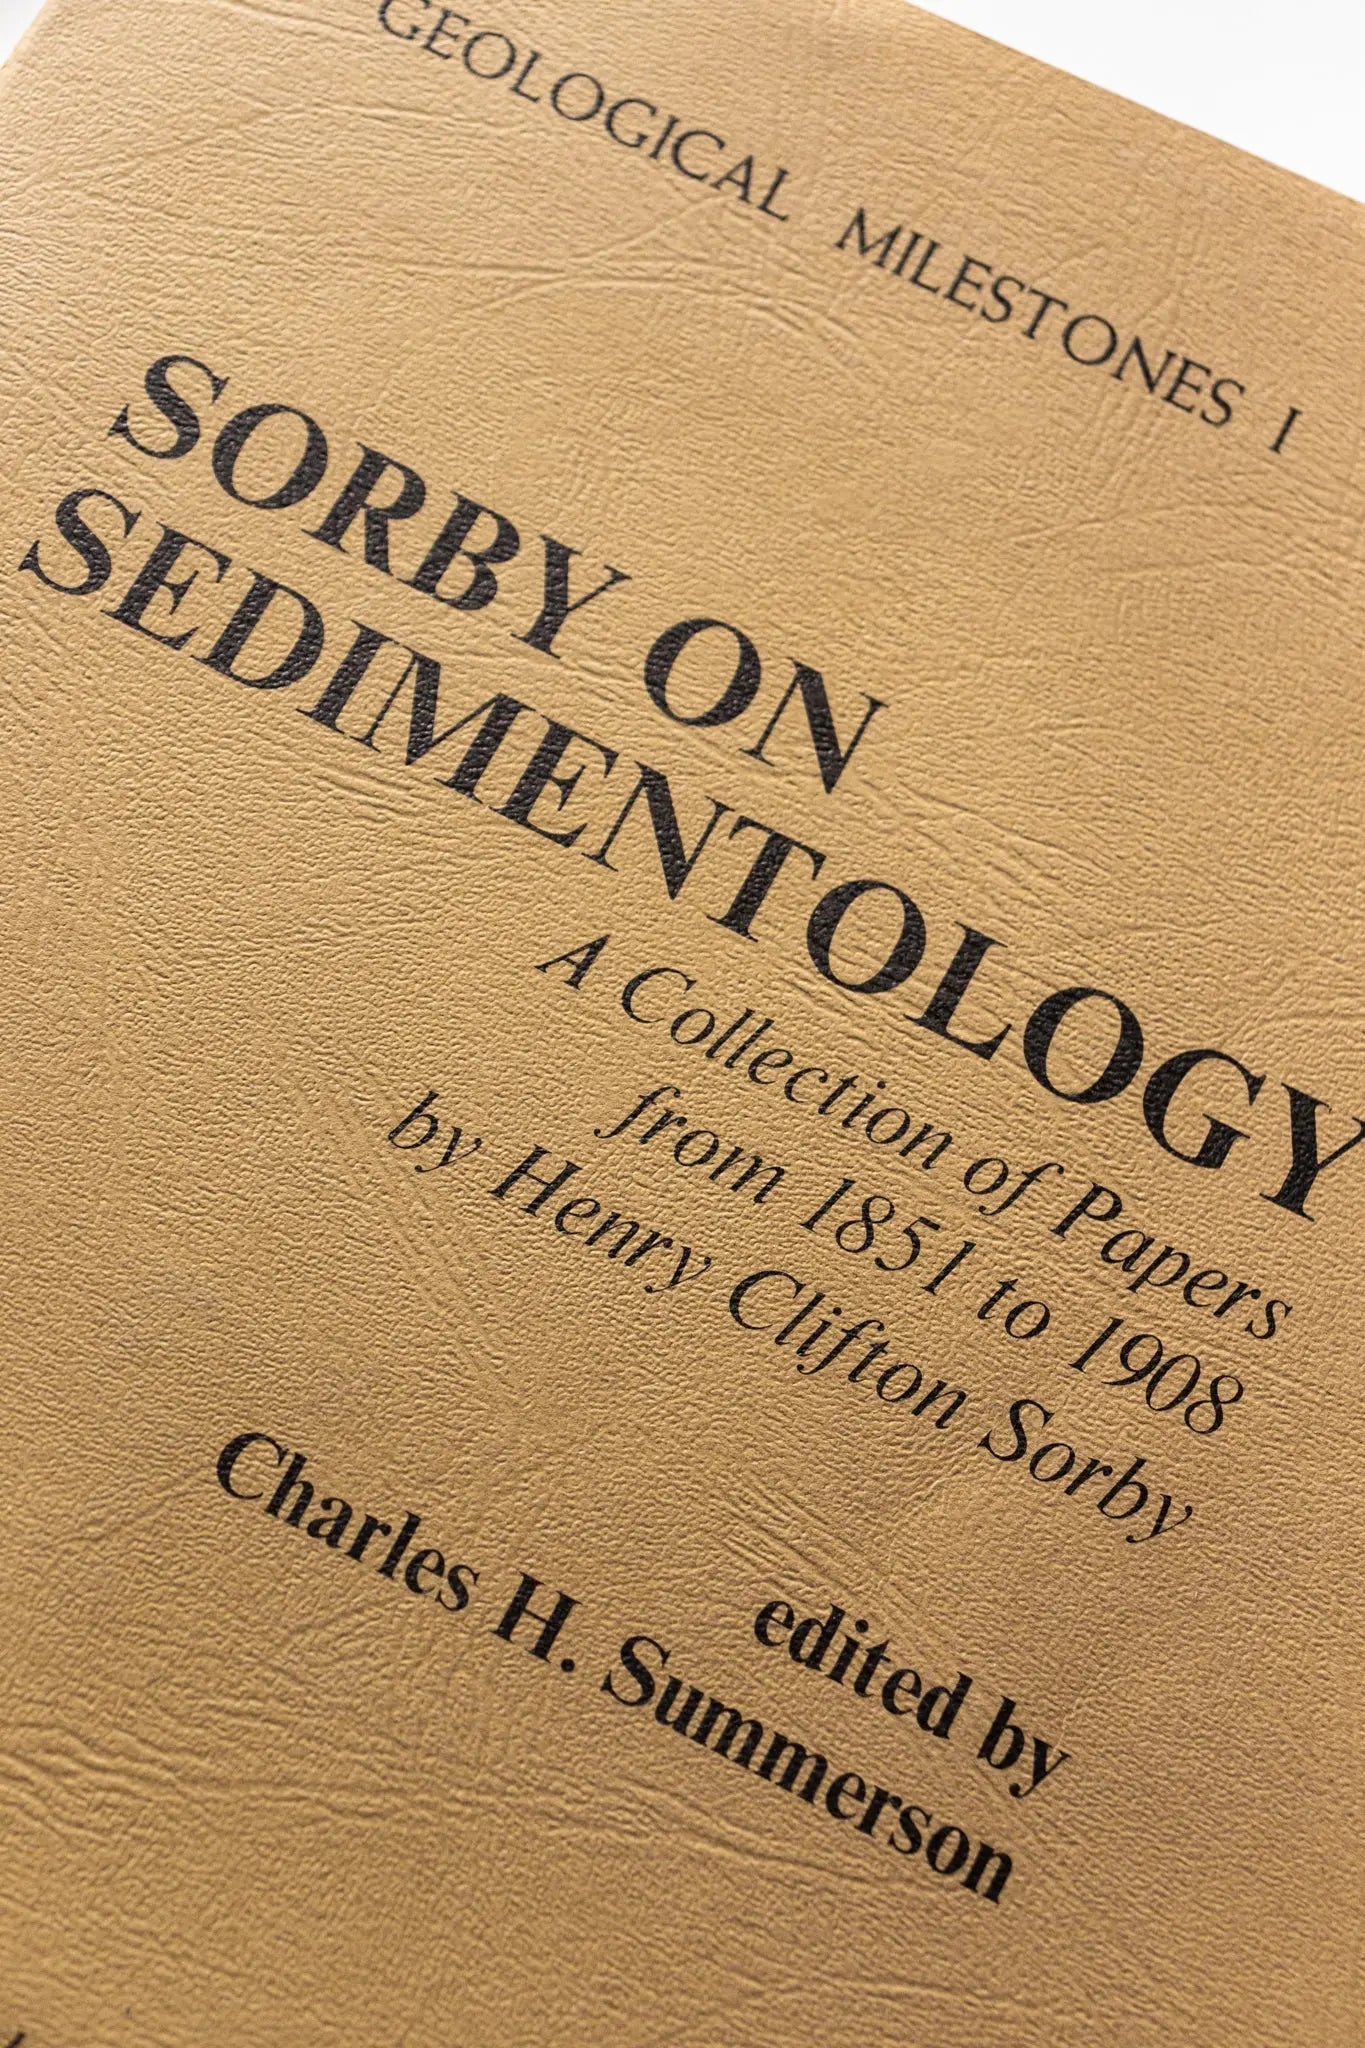 GEOLOGICAL MILESTONES I
SORBY ON
SEDIMENTOLOGY
A Collection of Papers
from 1851 to 1908
by Henry Clifton Sorby
edited by
Charles H. Summerson